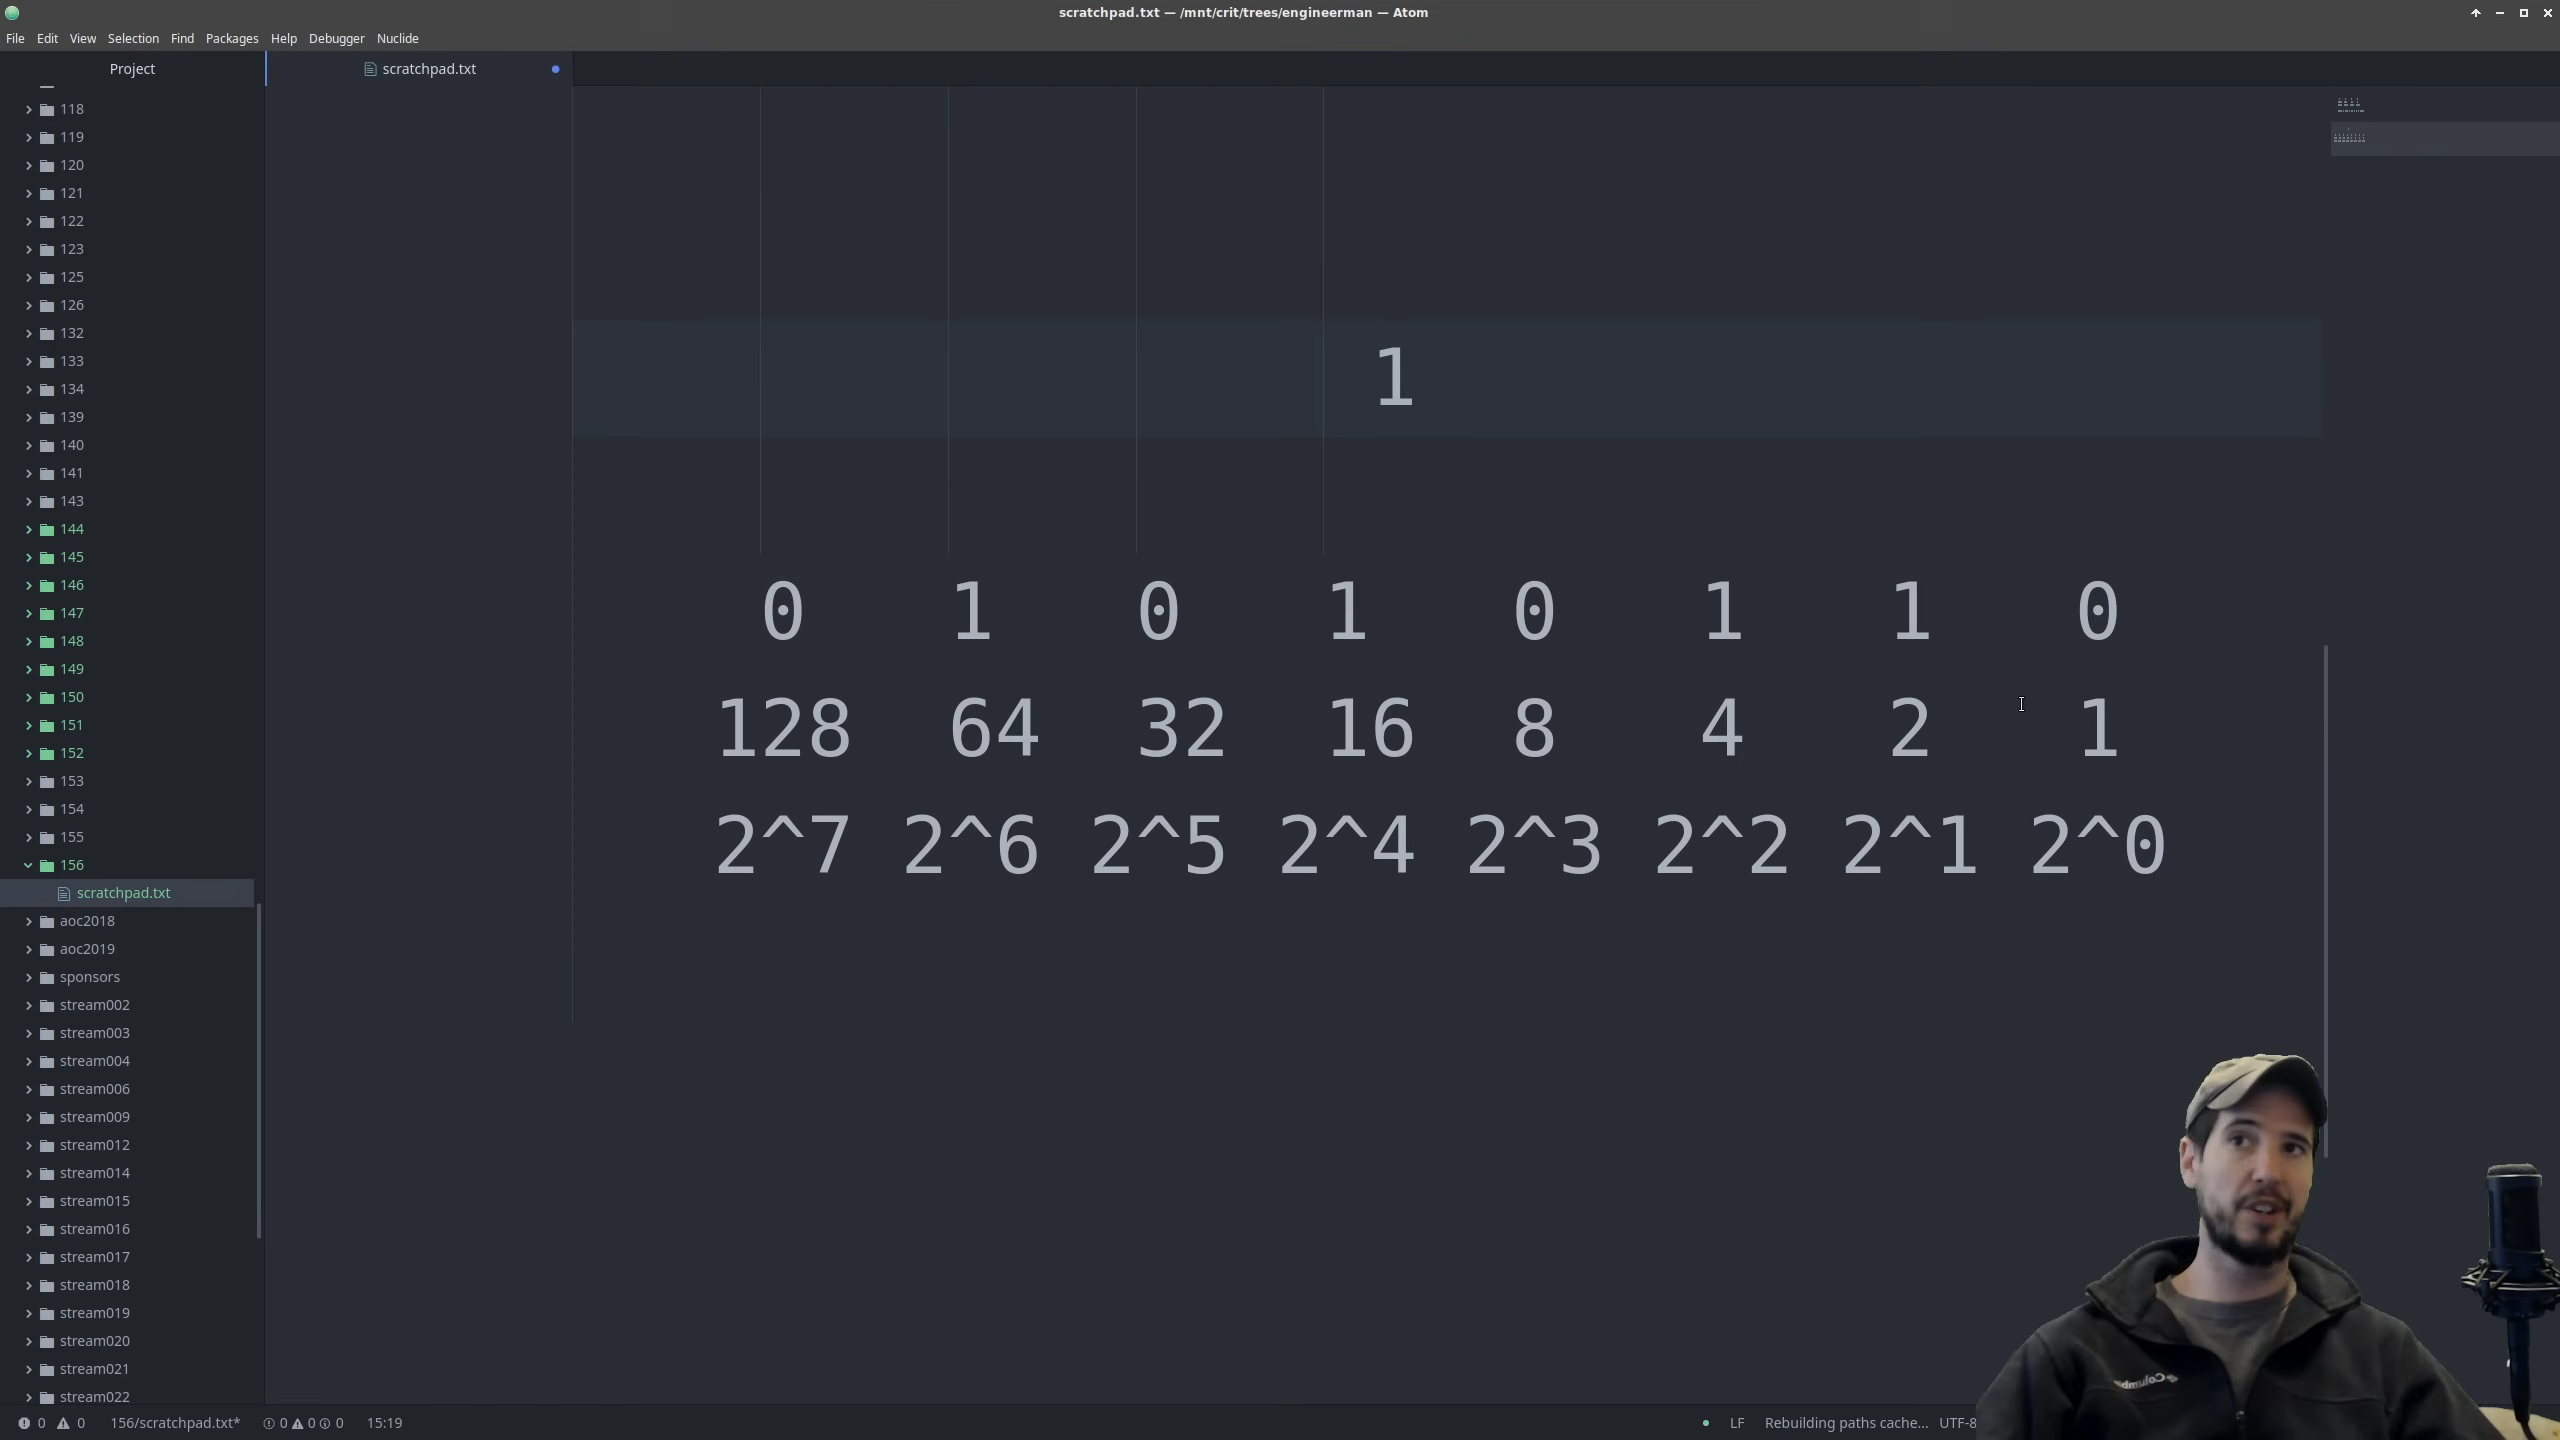 scratchpad.txt — /mnt/crit/trees/engineerman — Atom
File Edit View Selection Find Packages Help Debugger Nuclide
Project
scratchpad.txt
118
119
120
121
122
123
125
126
132
133
134
139
140
141
143
144
145
146
147
148
149
150
151
152
153
154
155
156
scratchpad.txt
aoc2018
aoc2019
sponsors
stream002
stream003
stream004
stream006
stream009
stream012
stream014
stream015
stream016
stream017
stream018
stream019
stream020
stream021
stream022
1
0 1 0 1 0 1 1 0
128 64 32 16 8 4 2 1
2^7 2^6 2^5 2^4 2^3 2^2 2^1 2^0
Columbia
0 0 156/scratchpad.txt* 0 0 0 15:19 LF Rebuilding paths cache... UTF-8